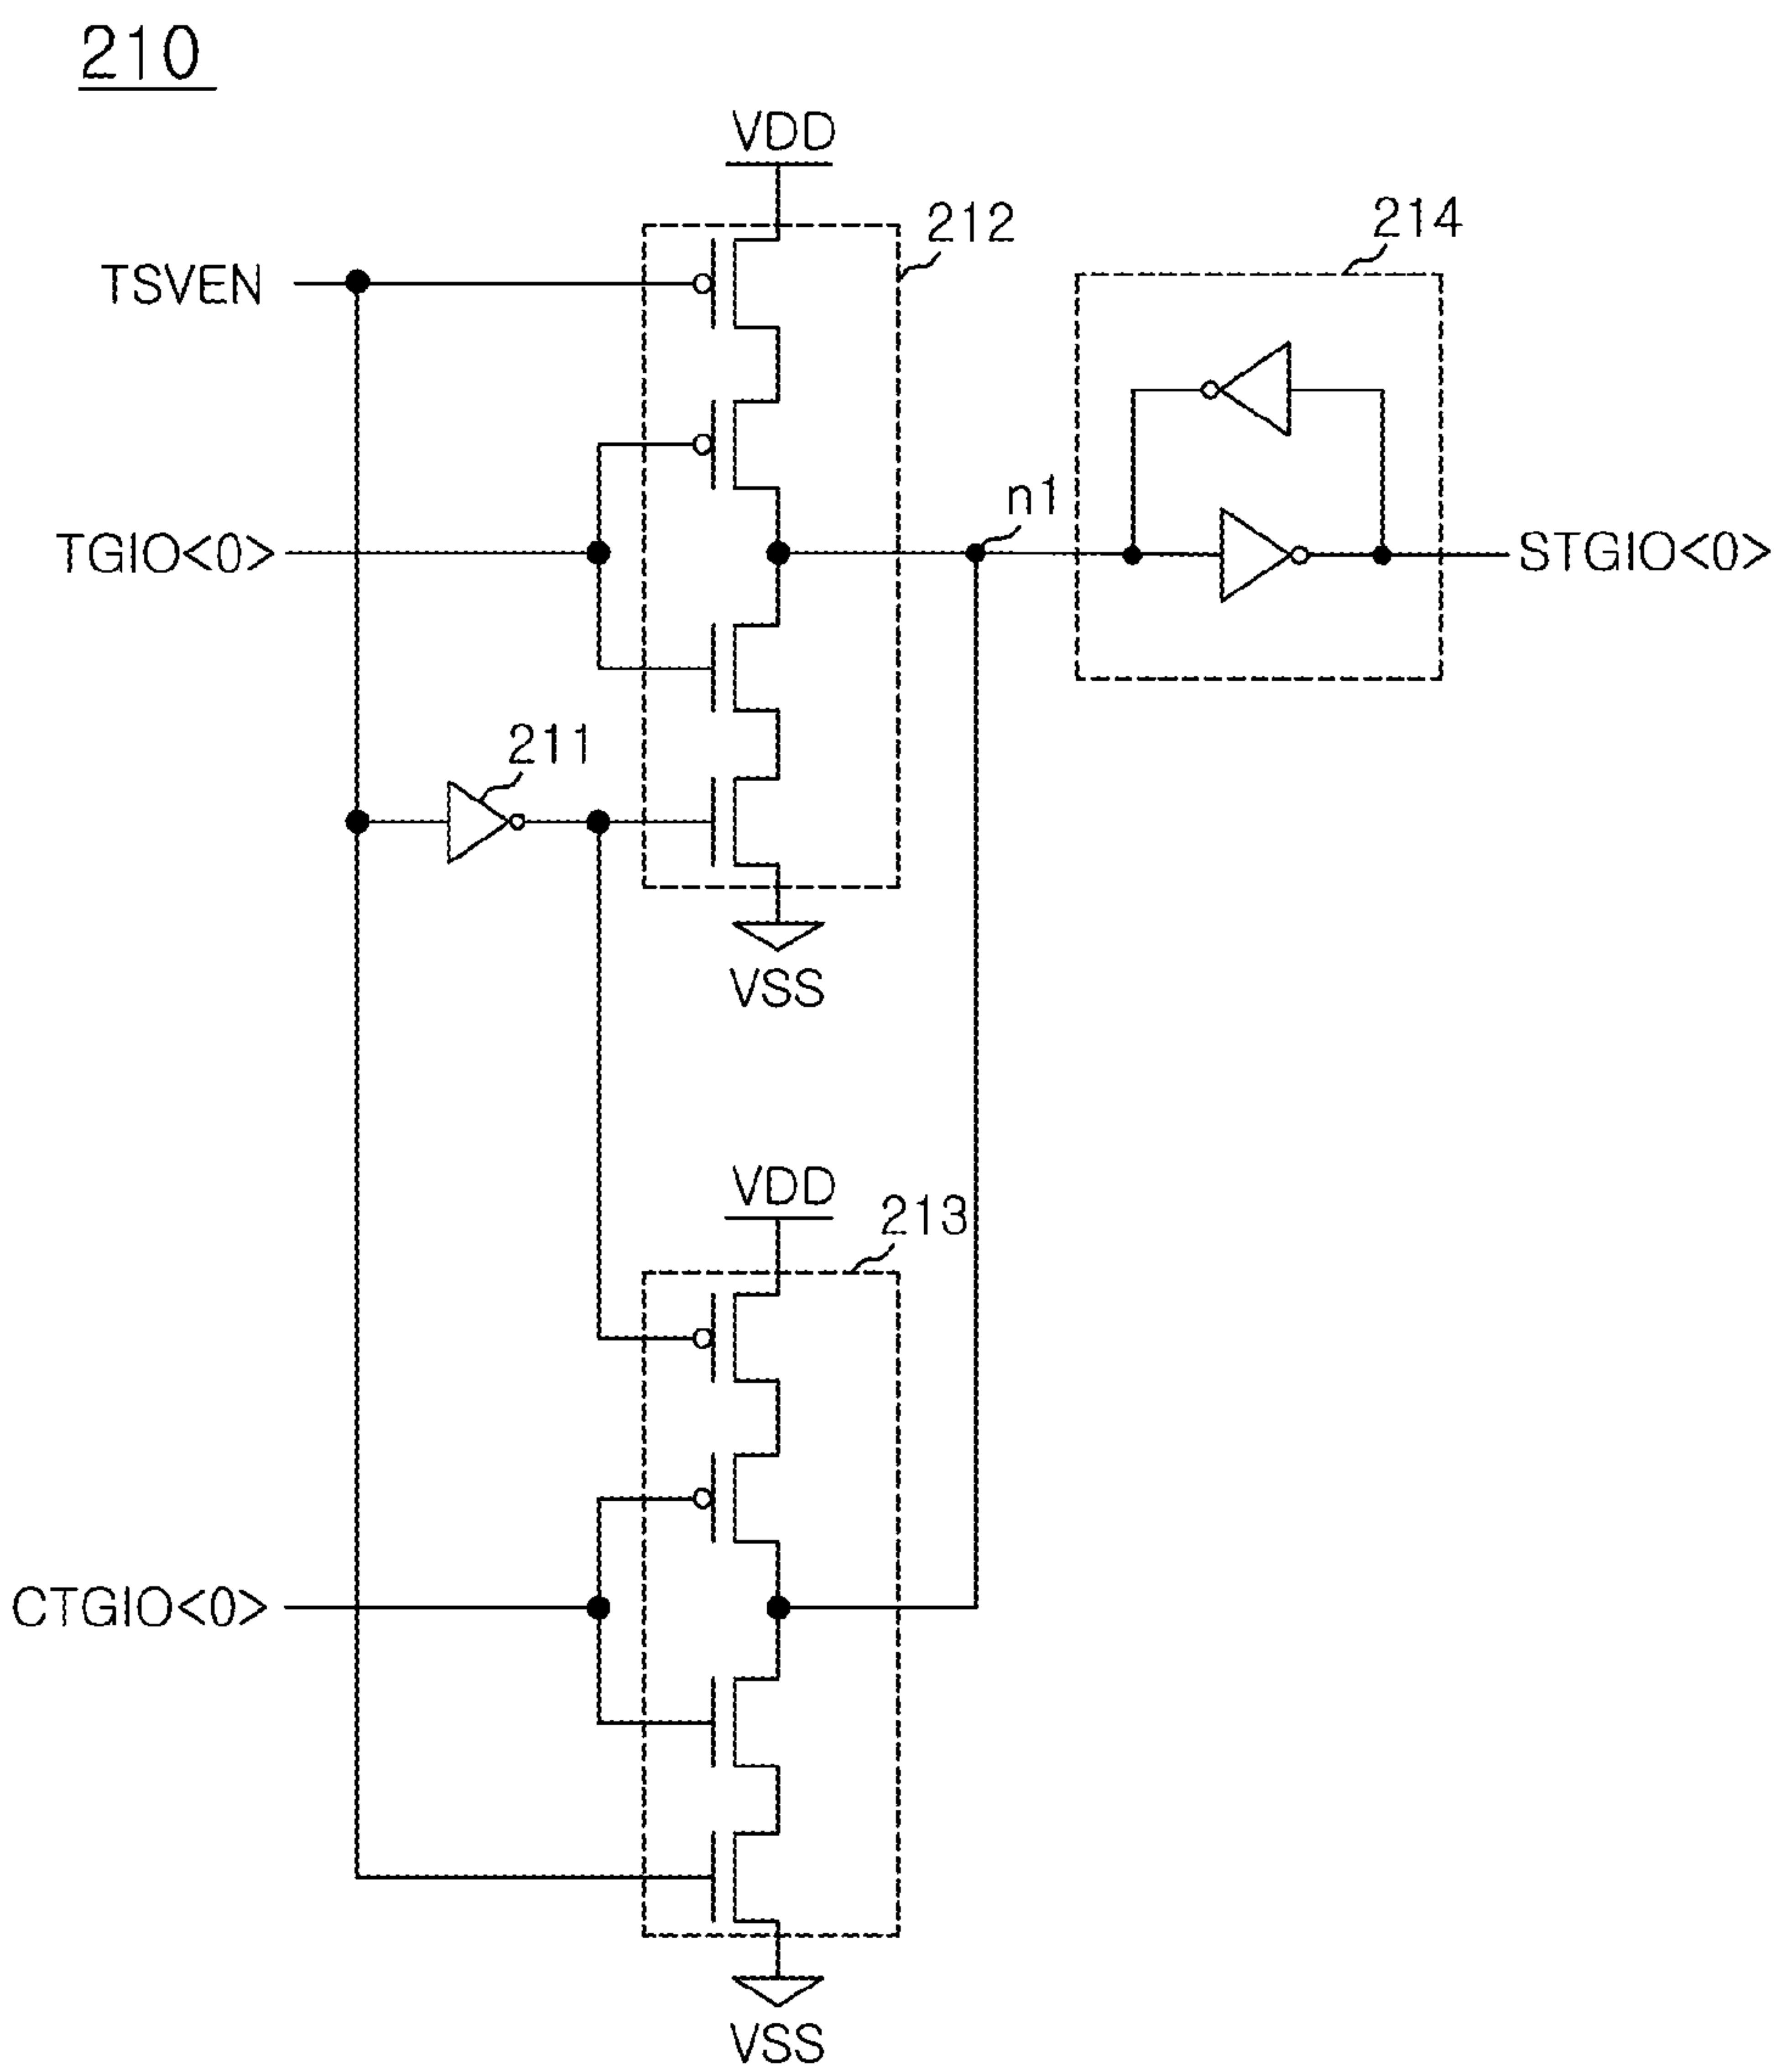 210
VDD
212
214
TSVEN
n1
TGIO<0>
STGIO<0>
211
VSS
VDD
213
CTGIO<0>
VSS